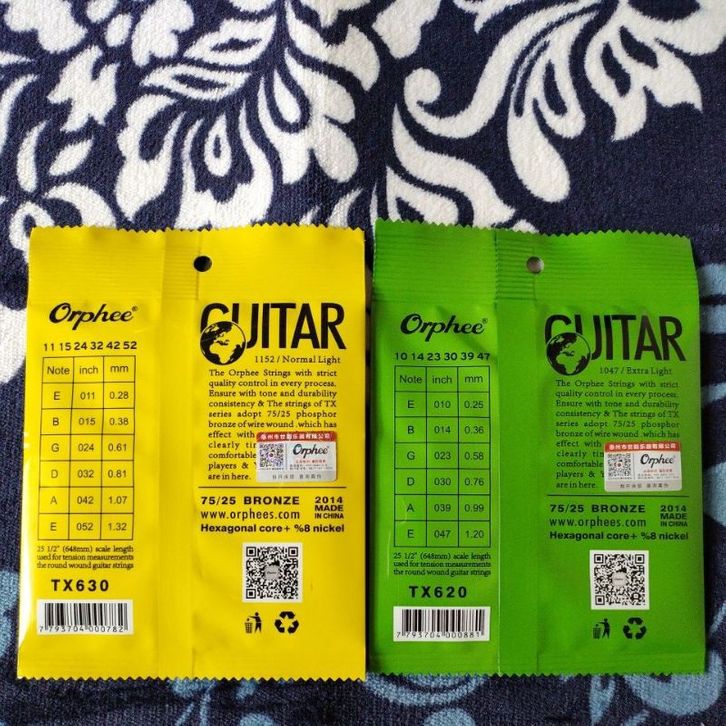 Orphee®
11 15 24 32 42 52
Note inch mm
E 011 0.28
B 015 0.38
G 024 0.61
D 032 0.81
A 042 1.07
E 052 1.32
25 1/2" (648mm) scale length
used for tension measurements
the round wound guitar strings
TX630
7 793704 000782
GUITAR
1152 / Normal Light
The Orphee Strings with strict
quality control in every process,
Ensure with tone and durability
consistency & The strings of TX
series adopt 75/25 phosphor
bronze of wire wound .which has
effect with
clearly
comfortable
players &
are in here.
Orphee
75/25 BRONZE
2014
MADE
IN CHINA
www.orphees.com
Hexagonal core+ %8 nickel
Orphee®
10 14 23 30 39 47
Note inch mm
E 010 0.25
B 014 0.36
G 023 0.58
D 030 0.76
A 039 0.99
E 047 1.20
25 1/2" (648mm) scale length
used for tension measurements
the round wound guitar strings
TX620
7 793704 000881
GUITAR
1047 / Extra Light
The Orphee Strings with strict
quality control in every process,
Ensure with tone and durability
consistency & The strings of TX
series adopt 75/25 phosphor
bronze of wire wound .which has
effect with
clearly
comfortable
players &
are in here.
Orphee
75/25 BRONZE
2014
MADE
IN CHINA
www.orphees.com
Hexagonal core+ %8 nickel